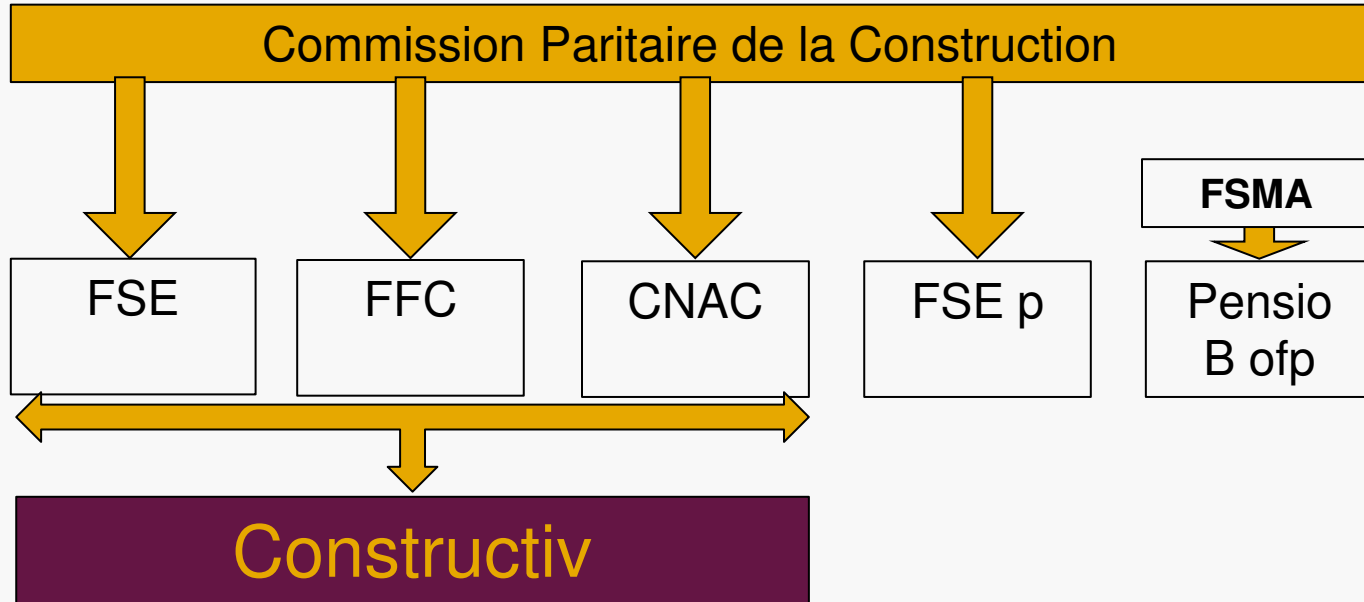 Commission Paritaire de la Construction
FSMA
FSE
FFC
CNAC
FSE p
Pensio
B ofp
Constructiv